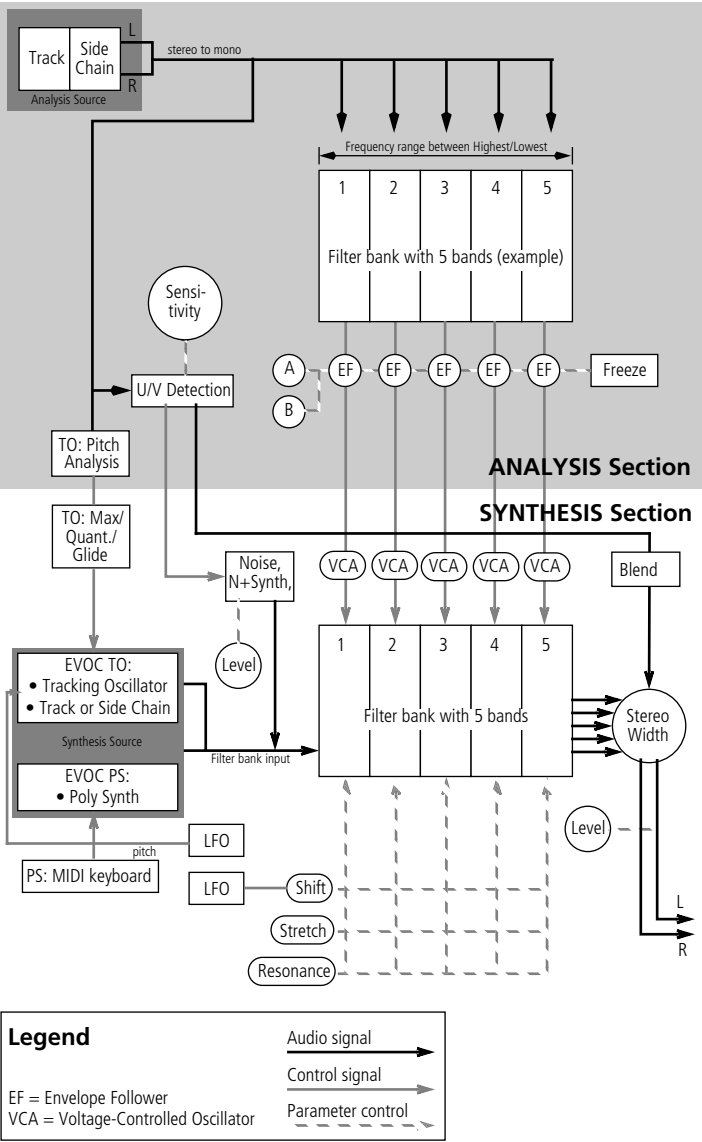 L
Track
Side
Chain
R
Analysis Source
stereo to mono
Frequency range between Highest/Lowest
1 2 3 4 5
Filter bank with 5 bands (example)
Sensi-
tivity
A
B
EF EF EF EF EF
Freeze
U/V Detection
TO: Pitch
Analysis
ANALYSIS Section
SYNTHESIS Section
TO: Max/
Quant./
Glide
Noise,
N+Synth,
VCA VCA VCA VCA VCA
Blend
Level
1 2 3 4 5
Filter bank with 5 bands
EVOC TO:
• Tracking Oscillator
• Track or Side Chain
Synthesis Source
EVOC PS:
• Poly Synth
Filter bank input
Stereo
Width
Level
LFO
pitch
PS: MIDI keyboard
LFO
Shift
Stretch
Resonance
L
R
Legend
Audio signal
Control signal
Parameter control
EF = Envelope Follower
VCA = Voltage-Controlled Oscillator